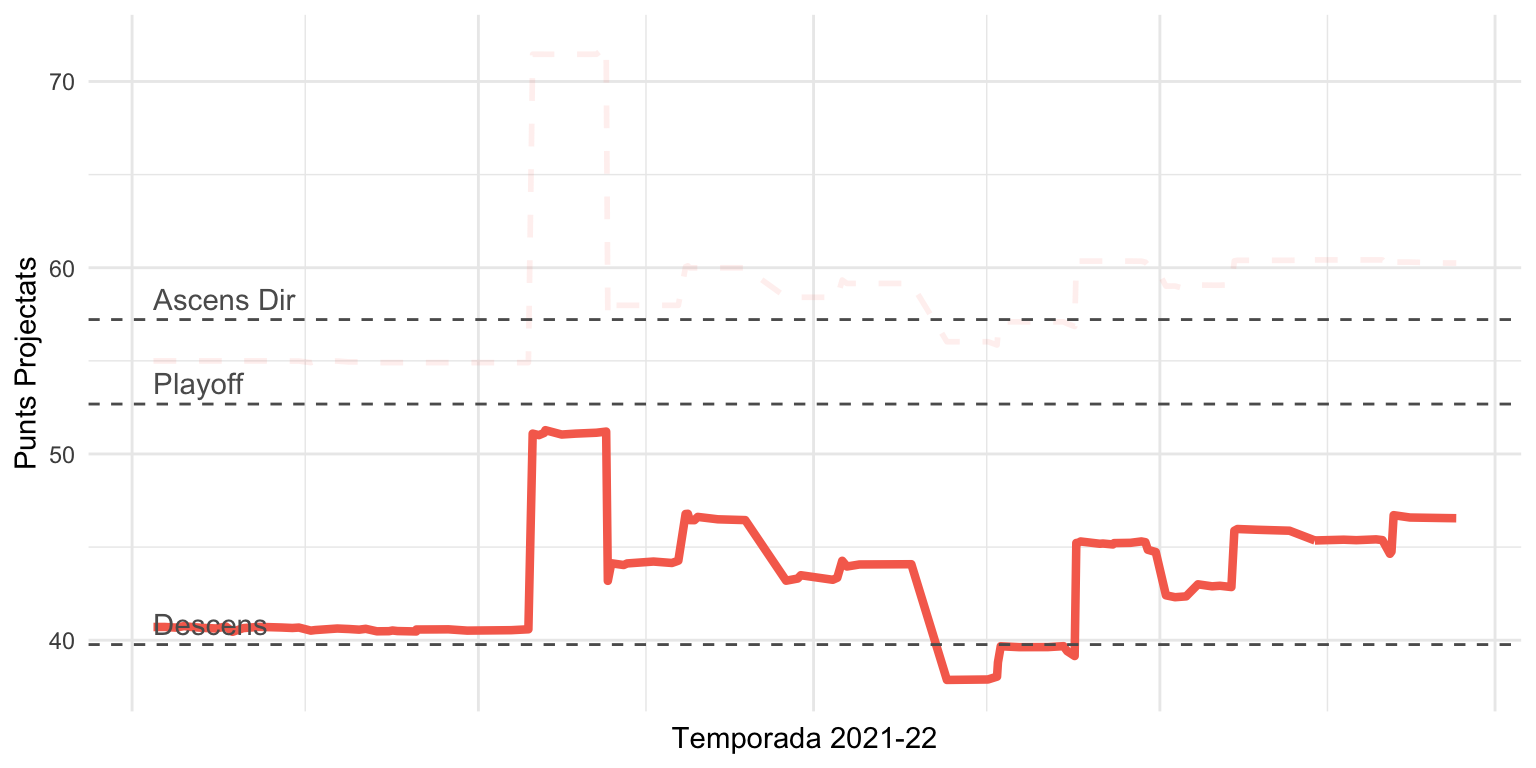 70
60
50
40
Punts Projectats
Ascens Dir
Playoff
Descens
Temporada 2021-22